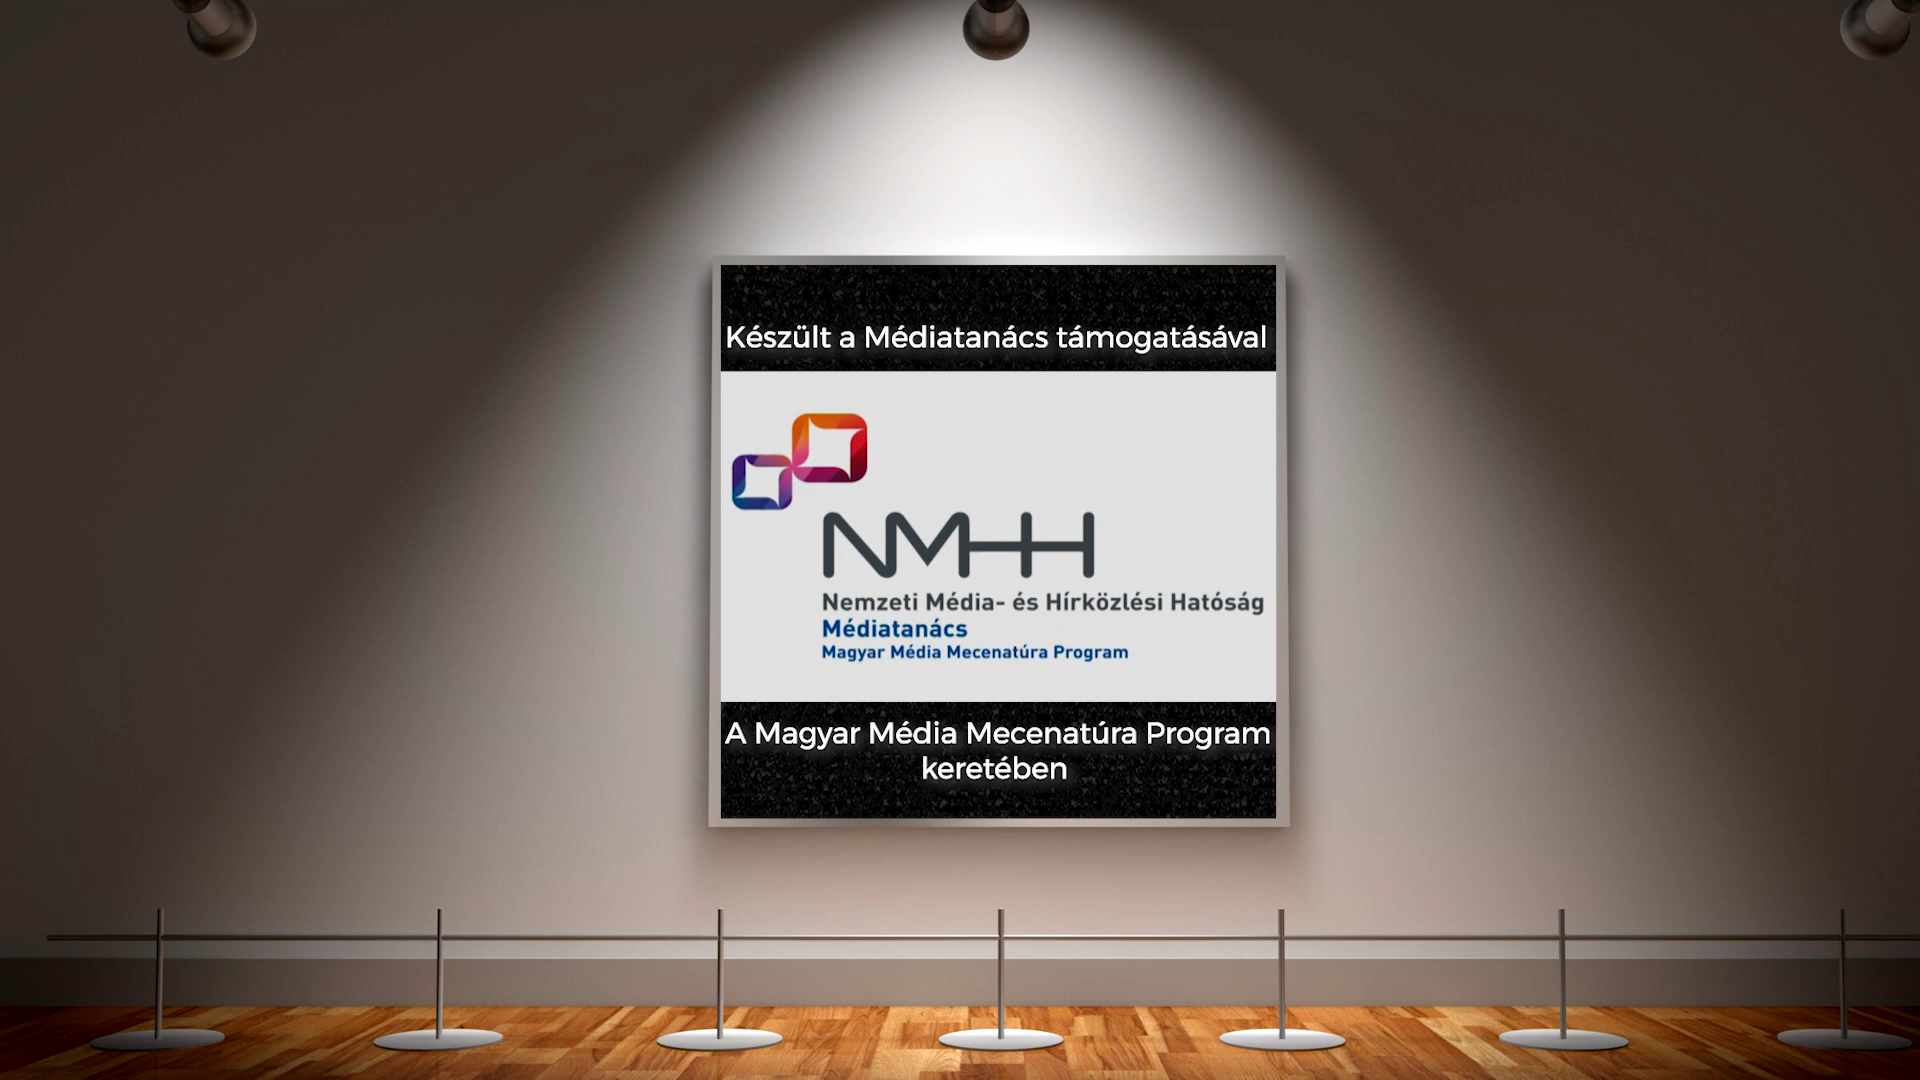 Készült a Médiatanács támogatásával
NMHH
Nemzeti Média- és Hírközlési Hatóság
Médiatanács
Magyar Média Mecenatúra Program
A Magyar Média Mecenatúra Program
keretében